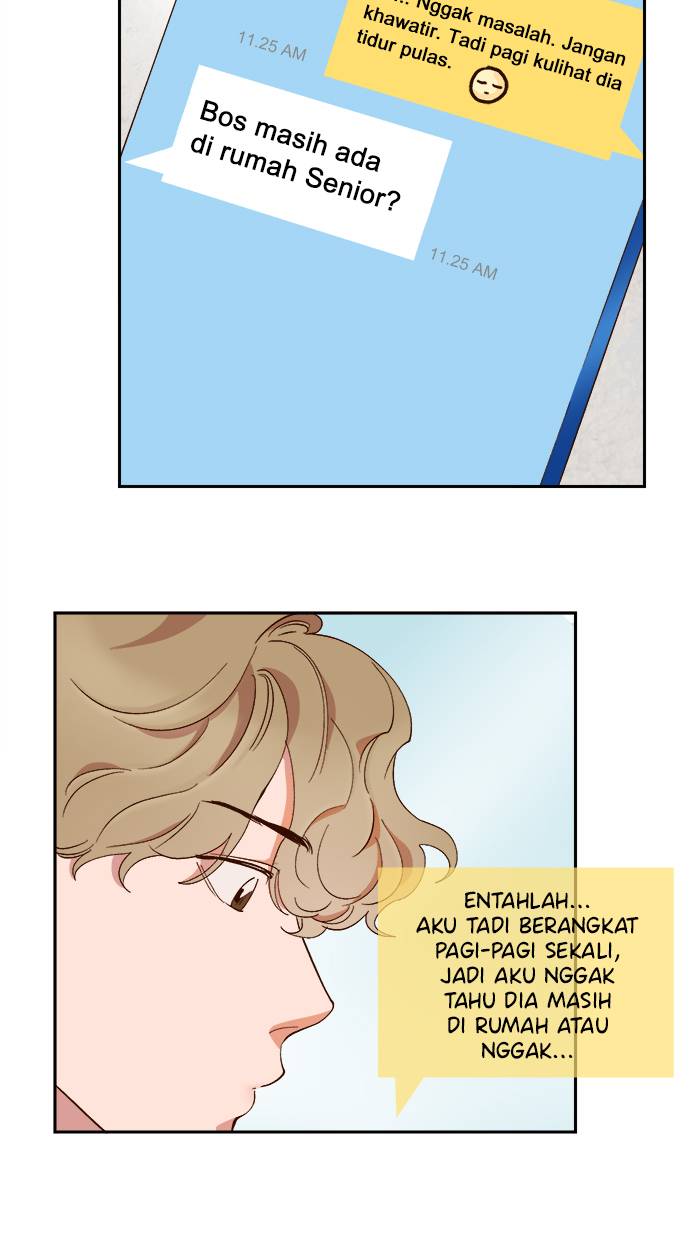 ... Nggak masalah. Jangan
khawatir. Tadi pagi kulihat dia
tidur pulas.
11.25 AM
Bos masih ada
di rumah Senior?
11.25 AM
ENTAHLAH...
AKU TADI BERANGKAT
PAGI-PAGI SEKALI,
JADI AKU NGGAK
TAHU DIA MASIH
DI RUMAH ATAU
NGGAK...